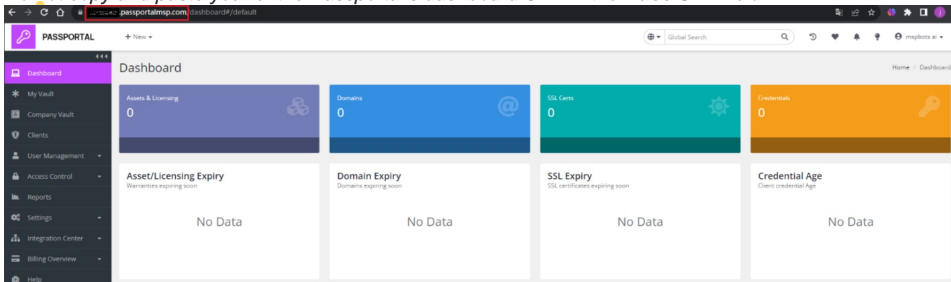 .passportalmsp.com/dashboard#/default
PASSPORTAL
+ New
Global Search
mspbots ai
Dashboard
Dashboard
Home / Dashboard
My Vault
Company Vault
Clients
User Management
Access Control
Reports
Settings
Integration Center
Billing Overview
Help
Assets & Licensing
0
Domains
0
SSL Certs
0
Credentials
0
Asset/Licensing Expiry
Warranties expiring soon
No Data
Domain Expiry
Domains expiring soon
No Data
SSL Expiry
SSL certificates expiring soon
No Data
Credential Age
Client credential Age
No Data